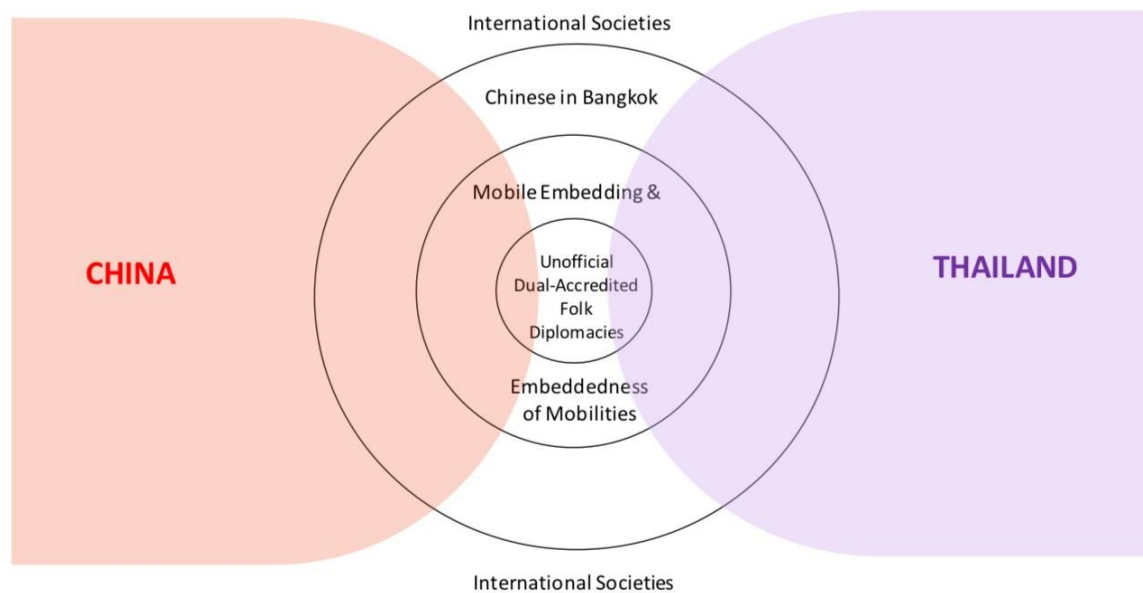 International Societies
Chinese in Bangkok
Mobile Embedding &
CHINA
Unofficial
Dual-Accredited
Folk
Diplomacies
THAILAND
Embeddedness
of Mobilities
International Societies